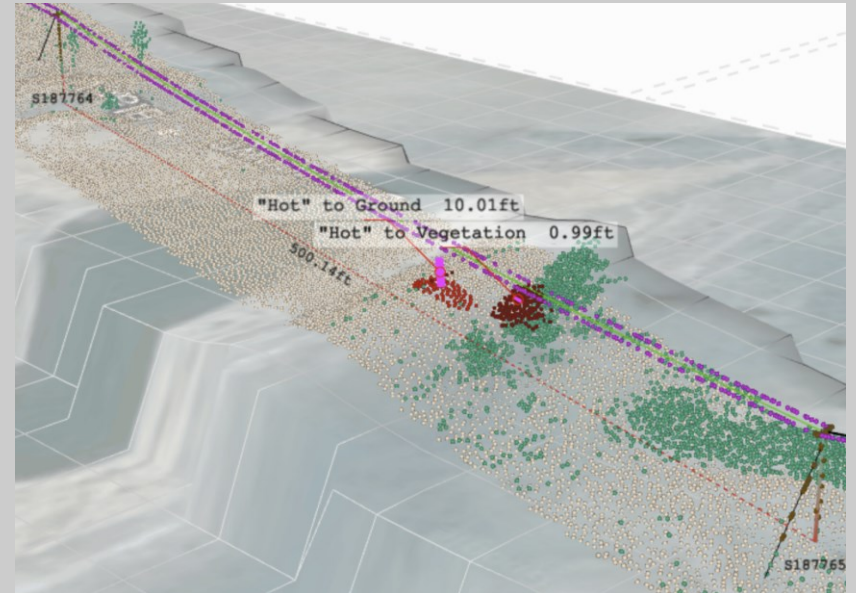 S187764
"Hot" to Ground 10.01ft
"Hot" to Vegetation 0.99ft
500.14ft
S187765